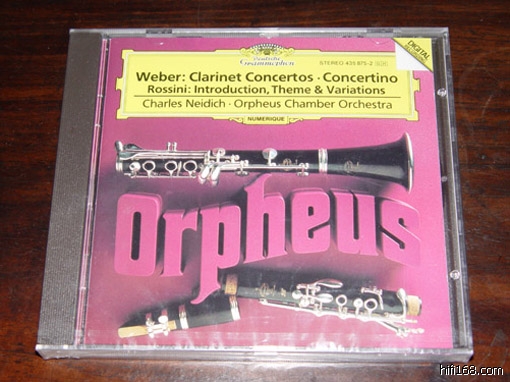 Deutsche
Grammophon
STEREO 435 875-2
DIGITAL
Weber: Clarinet Concertos · Concertino
Rossini: Introduction, Theme & Variations
Charles Neidich · Orpheus Chamber Orchestra
NUMERIQUE
Orpheus
hifi168.com